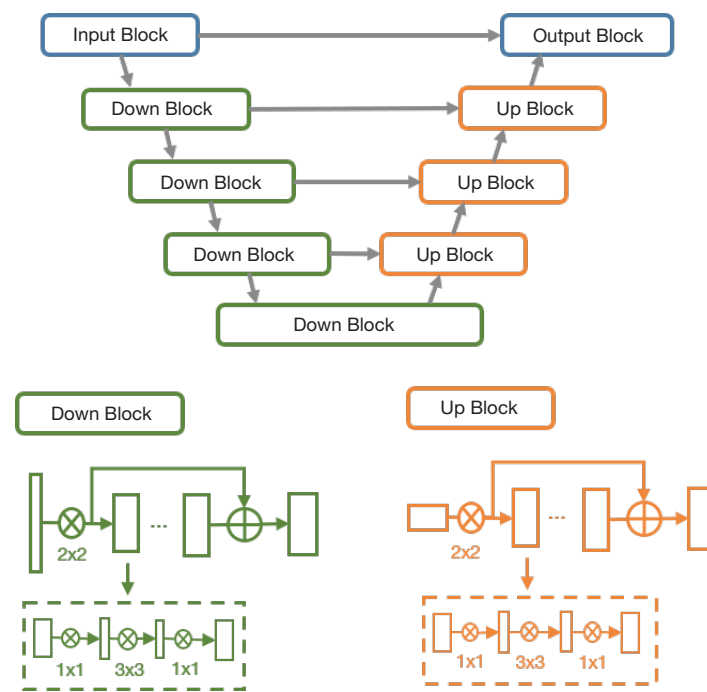 Input Block
Output Block
Down Block
Up Block
Down Block
Up Block
Down Block
Up Block
Down Block
Down Block
Up Block
2x2
...
2x2
...
1x1
3x3
1x1
1x1
3x3
1x1